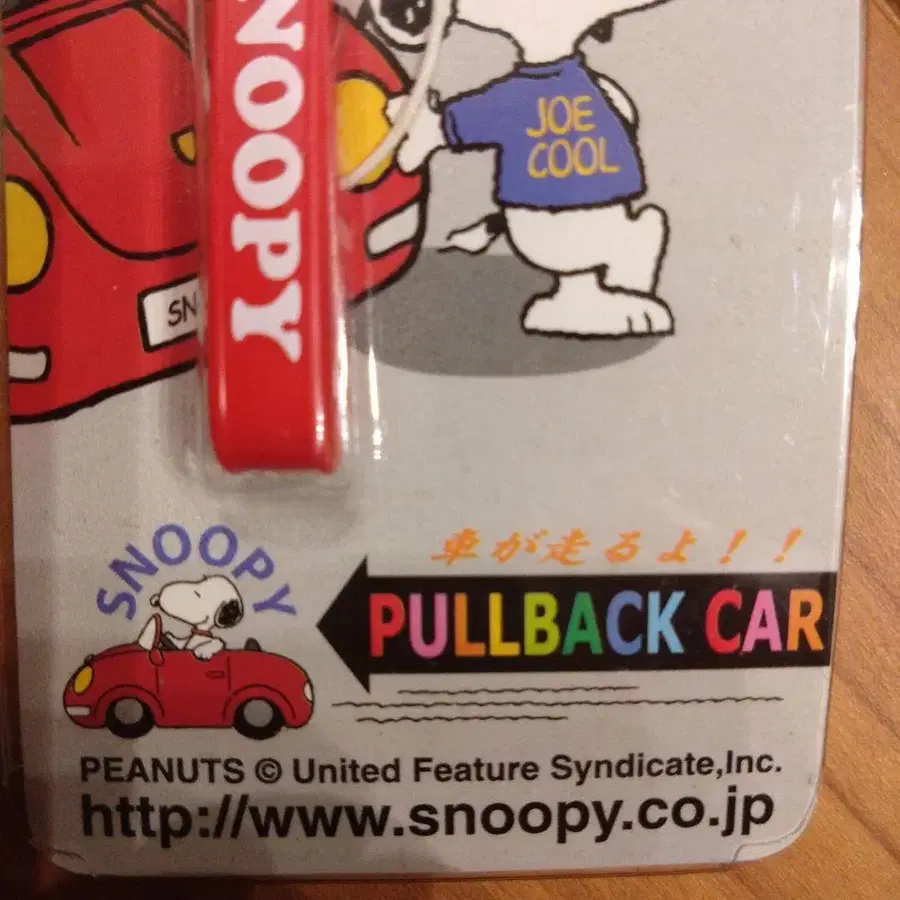 SNOOPY
JOE
COOL
SN
SNOOPY
車が走るよ!!
PULLBACK CAR
PEANUTS © United Feature Syndicate,Inc.
http://www.snoopy.co.jp